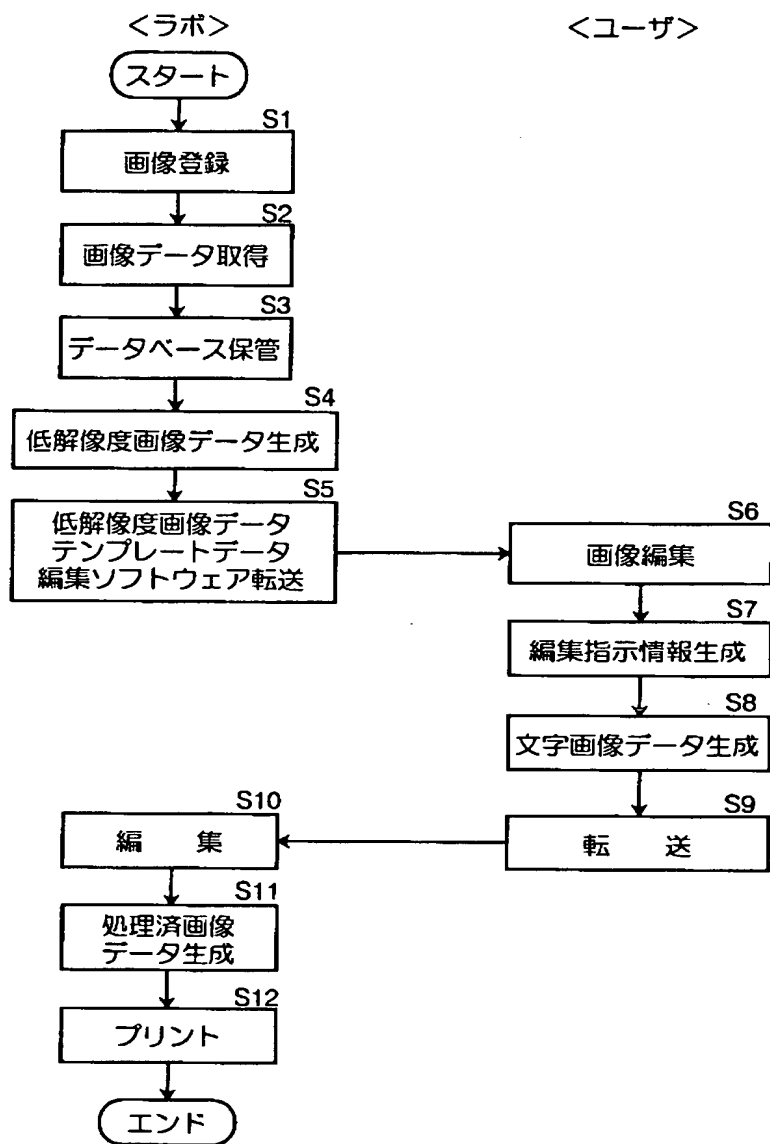 <ラボ>
<ユーザ>
スタート
S1
画像登録
S2
画像データ取得
S3
データベース保管
S4
低解像度画像データ生成
S5
低解像度画像データ
テンプレートデータ
編集ソフトウェア転送
S6
画像編集
S7
編集指示情報生成
S8
文字画像データ生成
S9
転　送
S10
編　集
S11
処理済画像
データ生成
S12
プリント
エンド